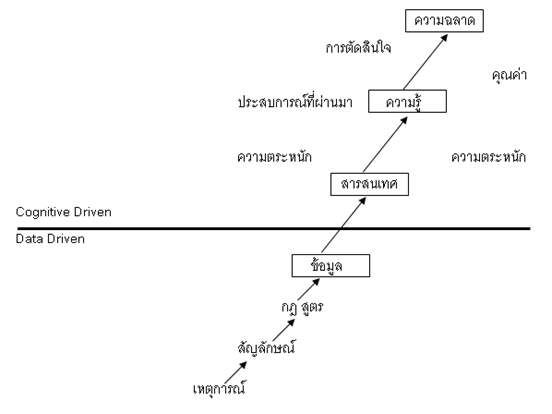 ความฉลาด
การตัดสินใจ
คุณค่า
ประสบการณ์ที่ผ่านมา
ความรู้
ความตระหนัก
ความตระหนัก
สารสนเทศ
Cognitive Driven
Data Driven
ข้อมูล
กฎ สูตร
สัญลักษณ์
เหตุการณ์